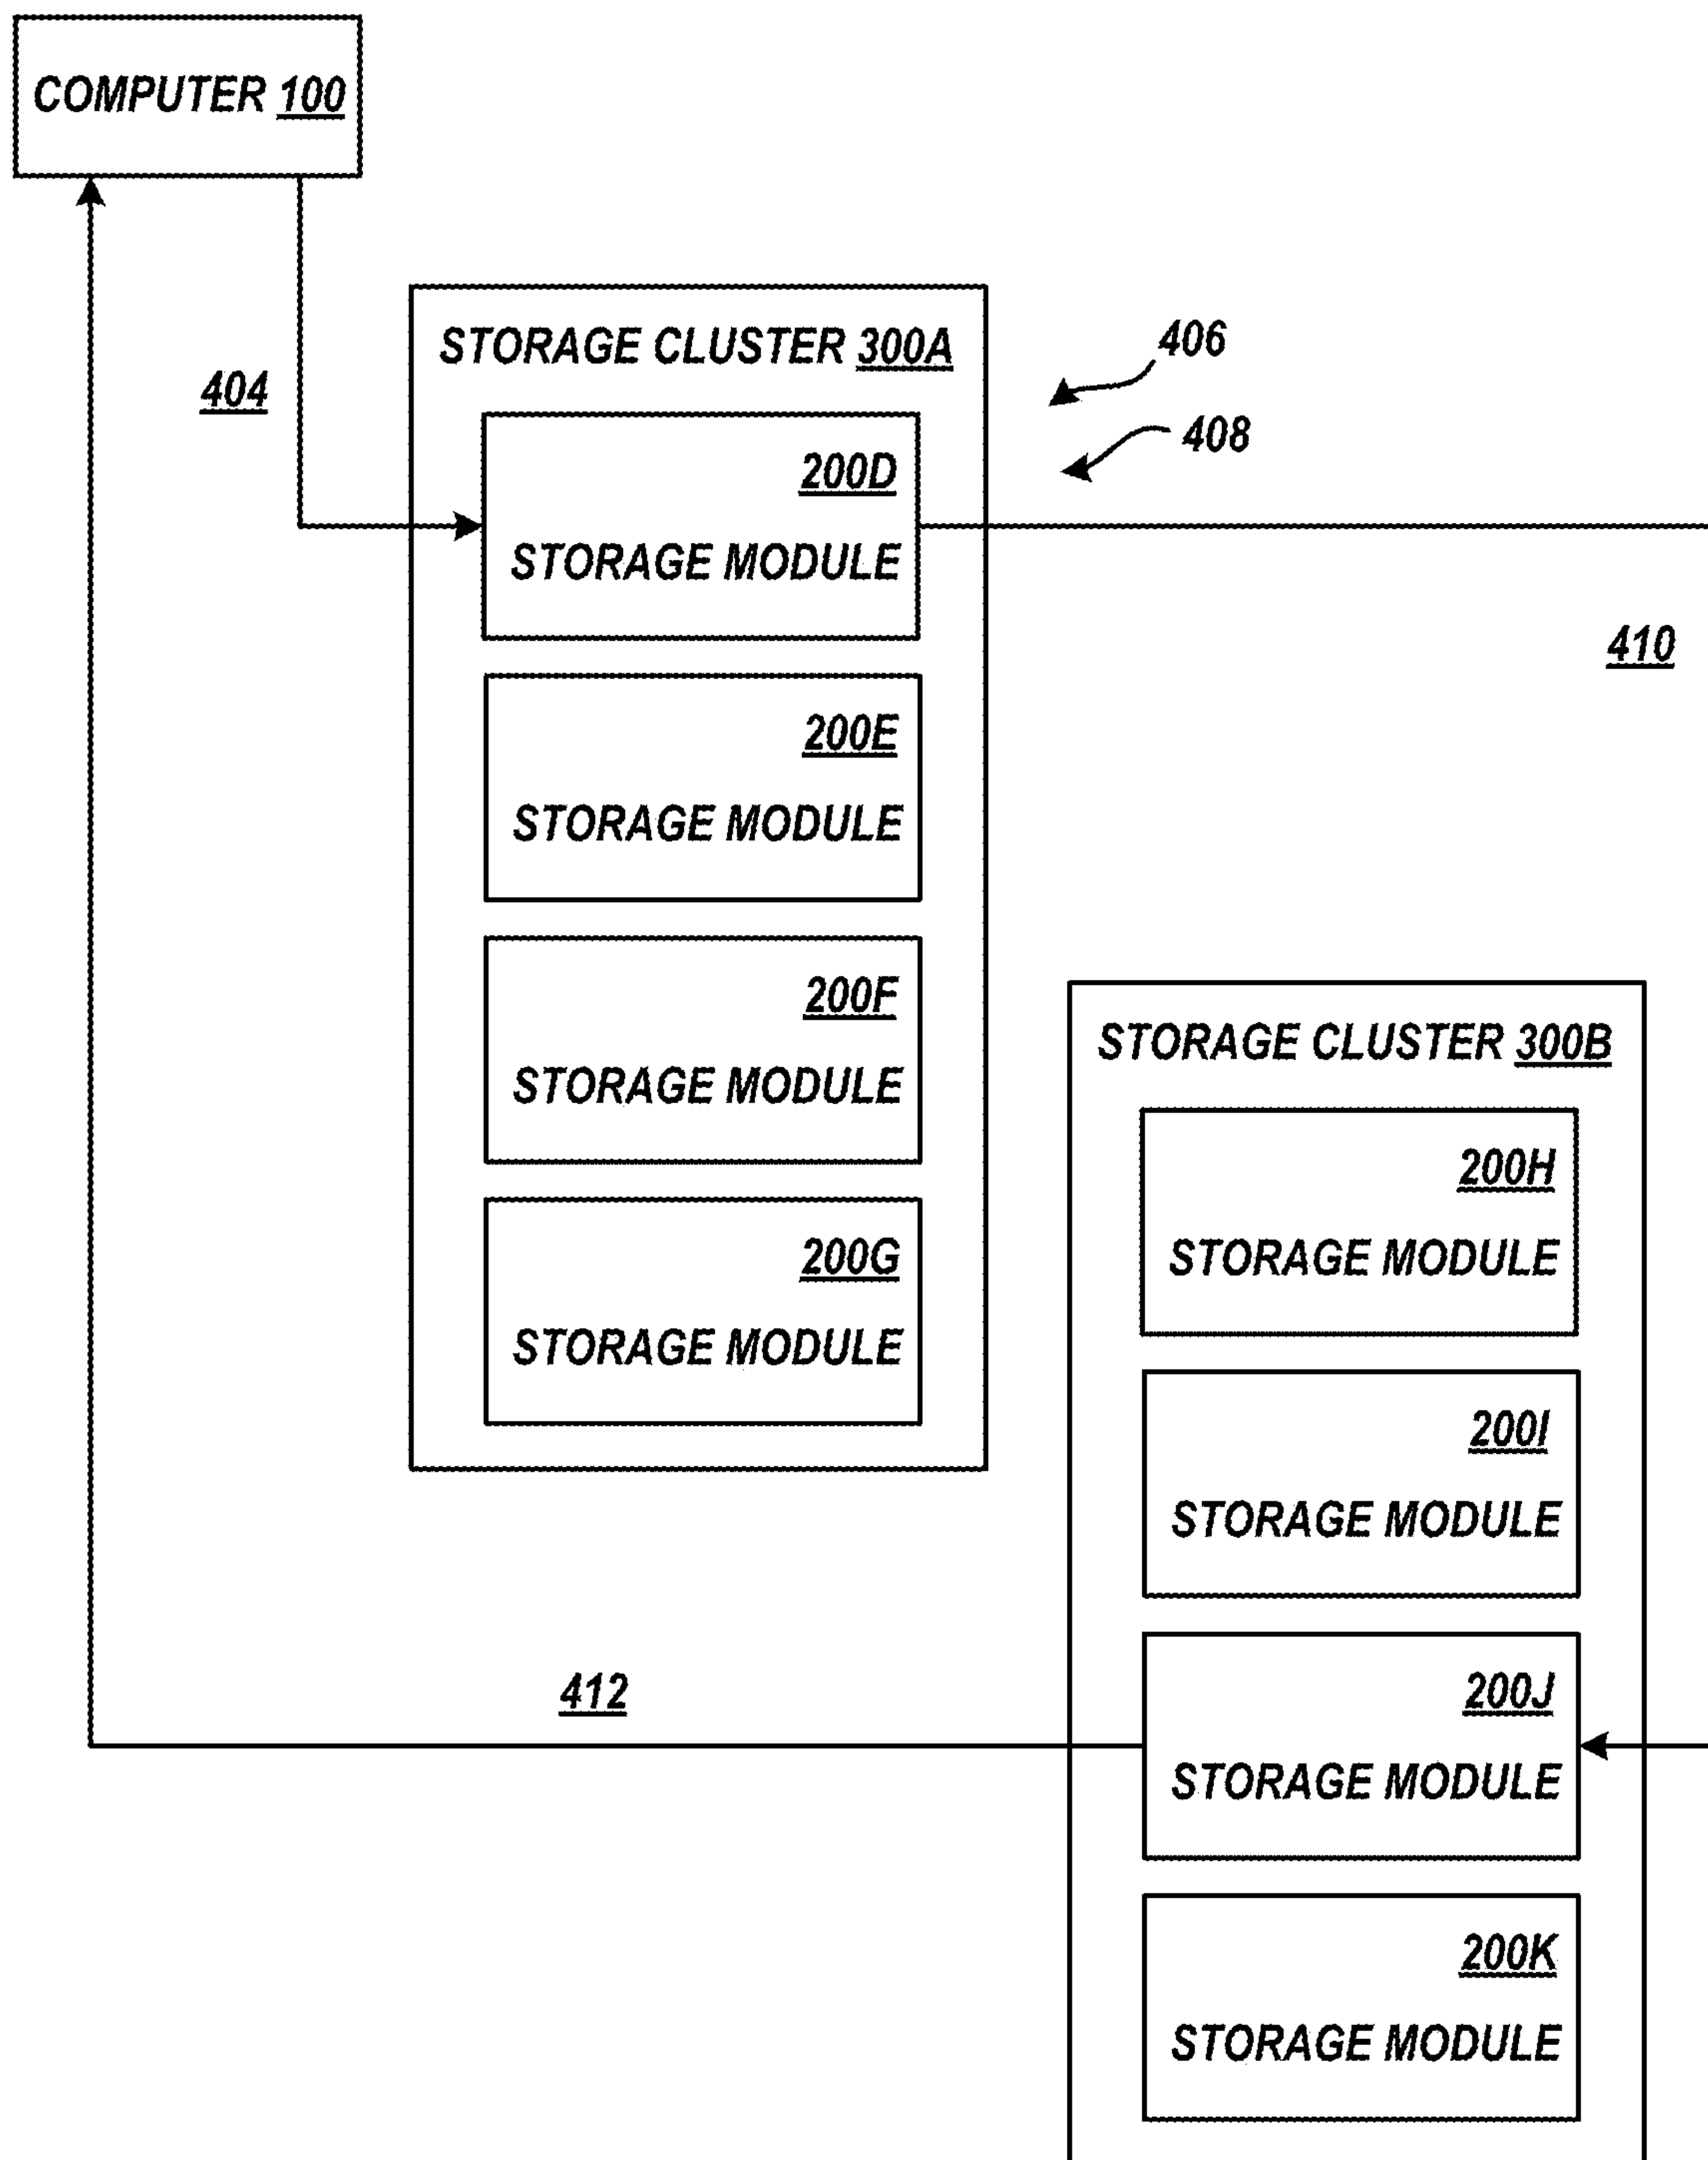 COMPUTER 100
STORAGE CLUSTER 300A
406
404
408
200D
STORAGE MODULE
410
200E
STORAGE MODULE
200F
STORAGE MODULE
STORAGE CLUSTER 300B
200H
STORAGE MODULE
200G
STORAGE MODULE
200I
STORAGE MODULE
412
200J
STORAGE MODULE
200K
STORAGE MODULE